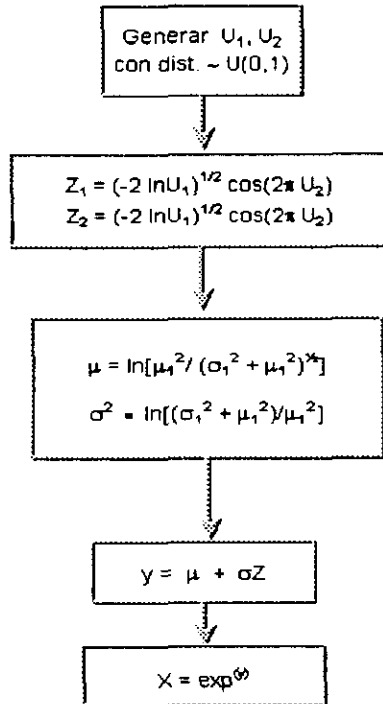 Generar U₁, U₂
con dist. ~ U(0,1)
Z₁ = (-2 lnU₁)^1/2 cos(2π U₂)
Z₂ = (-2 lnU₁)^1/2 cos(2π U₂)
μ = ln[μ₁²/ (σ₁² + μ₁²)^½]
σ² = ln[(σ₁² + μ₁²)/μ₁²]
y = μ + σZ
X = exp^(y)